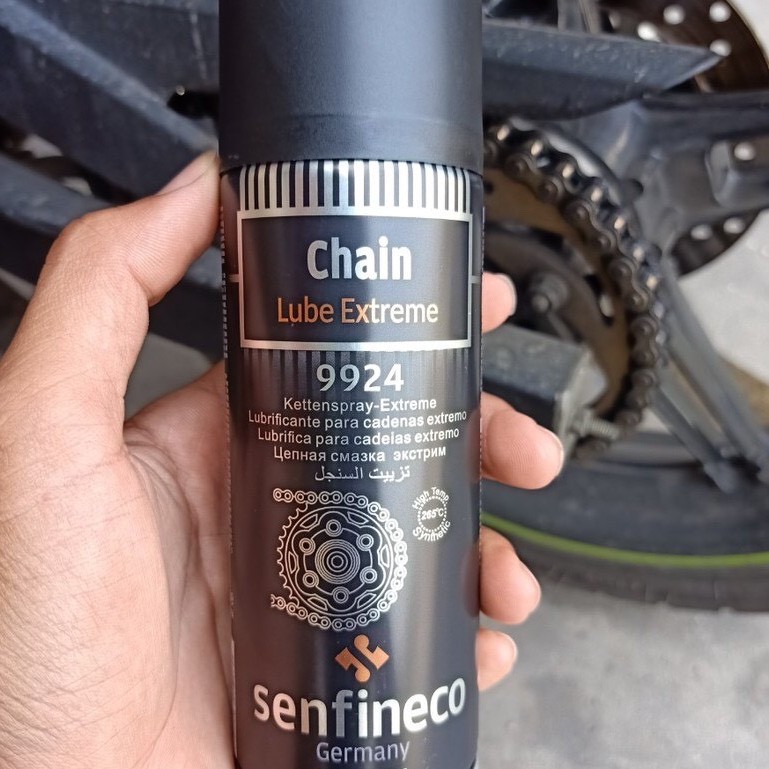 Chain
Lube Extreme
9924
Kettenspray-Extreme
Lubrificante para cadenas extremo
Lubrifica para cadeias extremo
Цепная смазка экстрим
تزييت السنجل
High Temp
265°C
Synthetic
senfineco
Germany